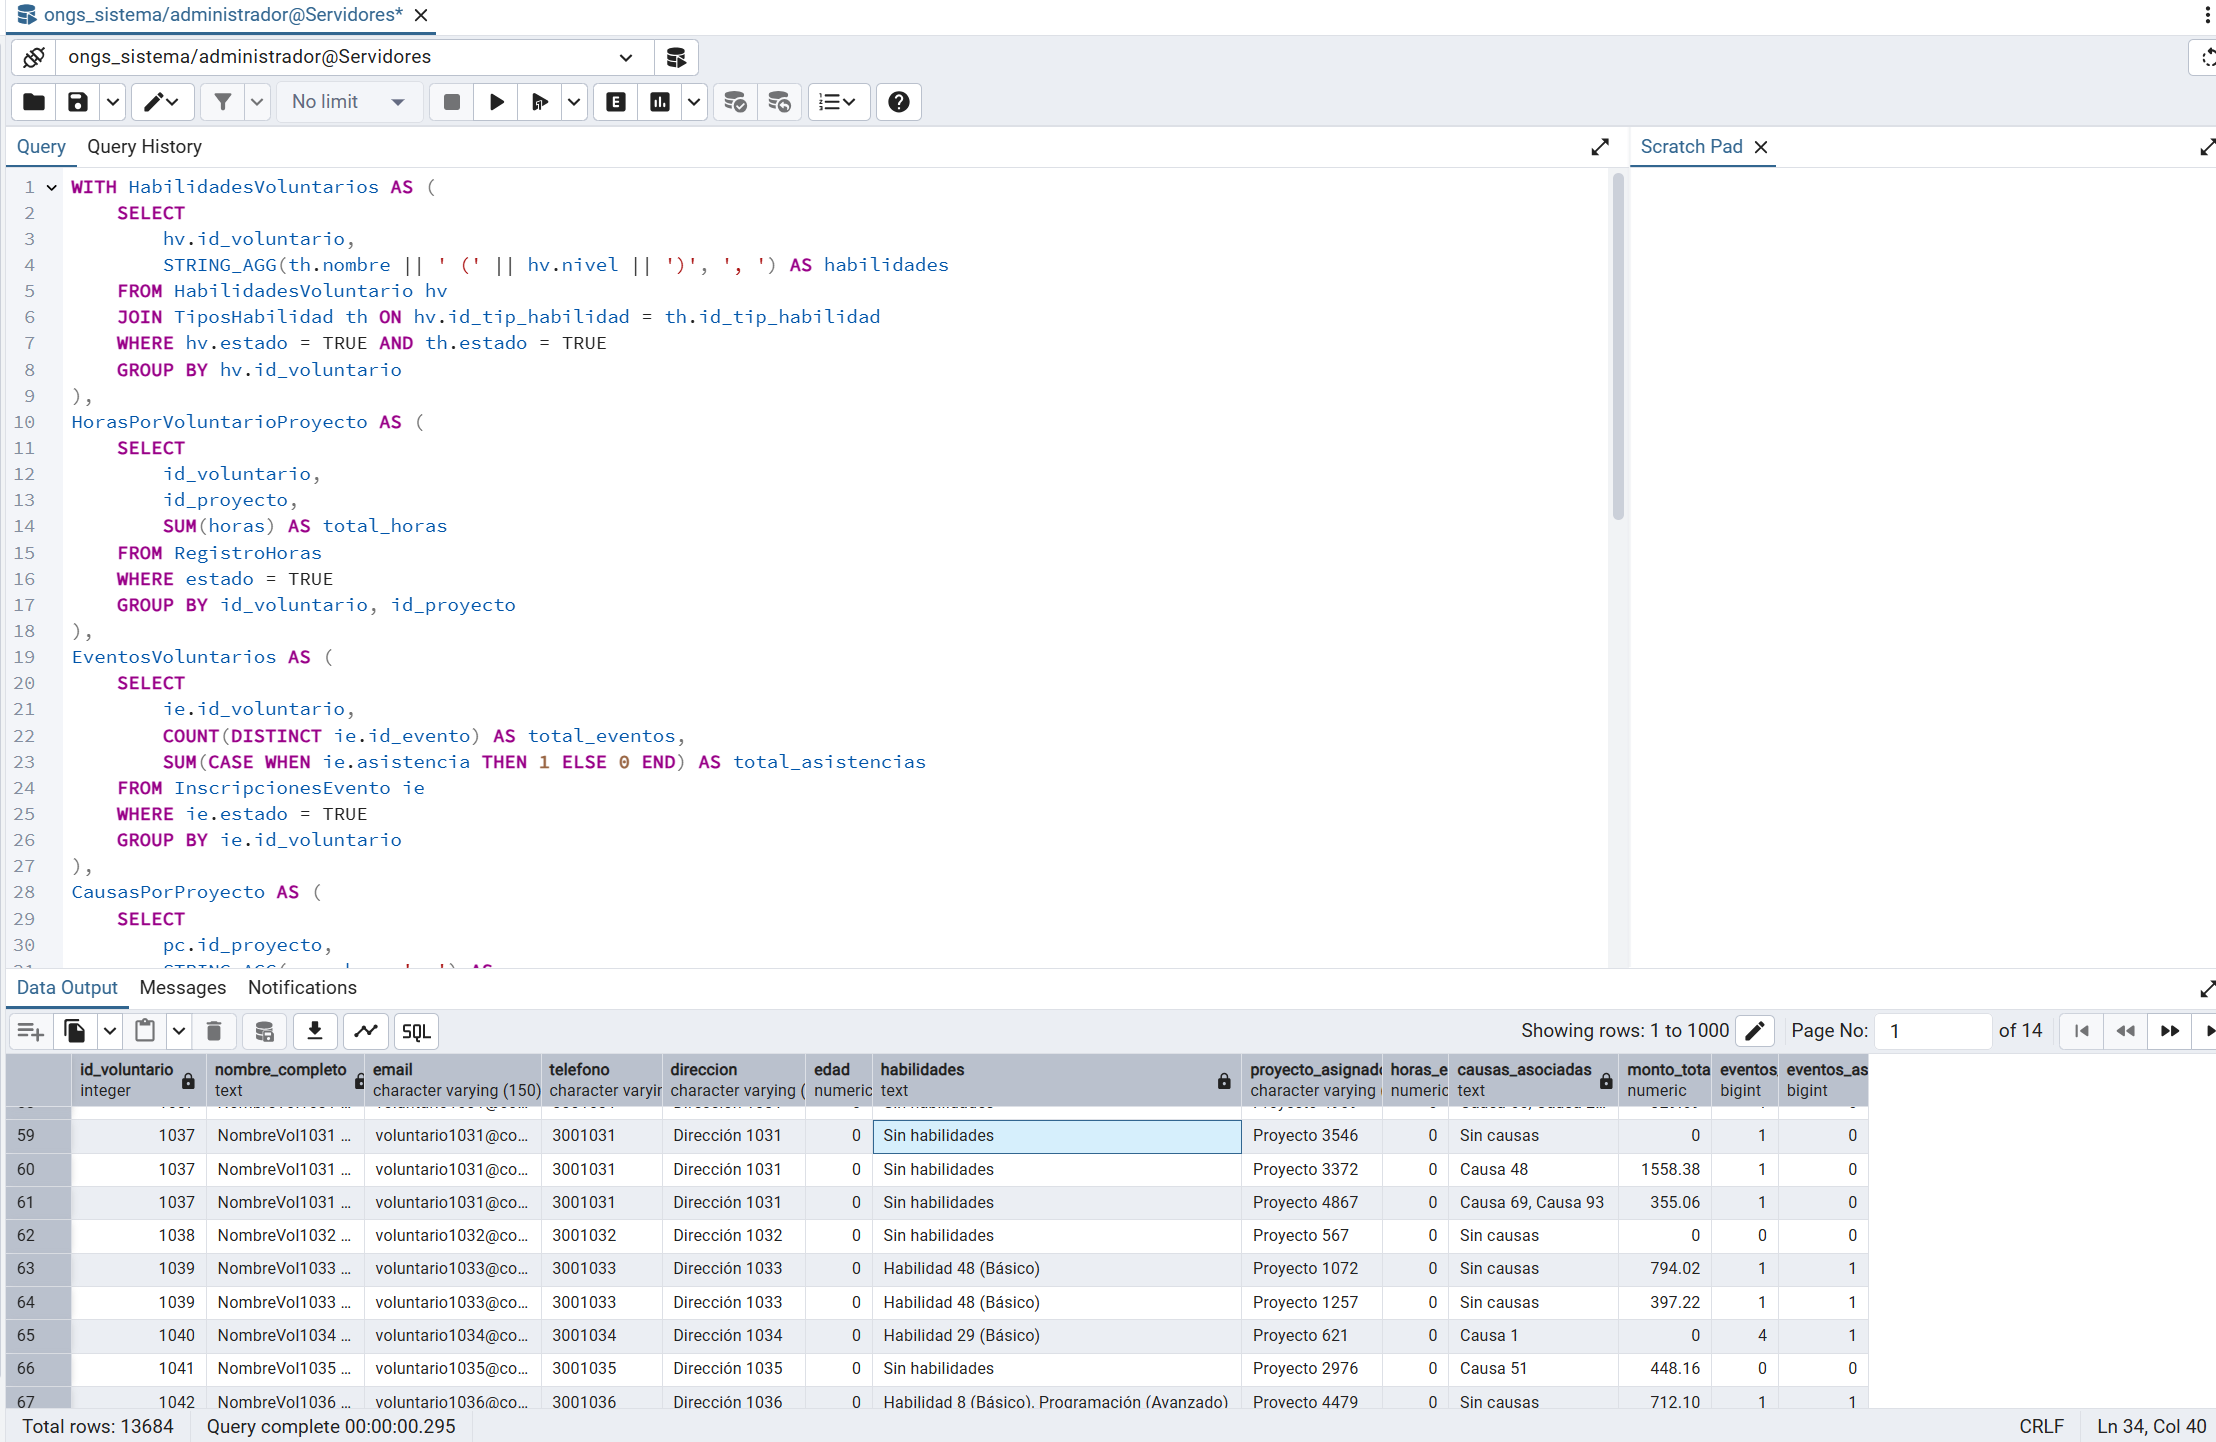 ongs_sistema/administrador@Servidores*
ongs_sistema/administrador@Servidores
No limit
Query Query History
Scratch Pad
1 WITH HabilidadesVoluntarios AS (
2 SELECT
3 hv.id_voluntario,
4 STRING_AGG(th.nombre || ' (' || hv.nivel || ')', ', ') AS habilidades
5 FROM HabilidadesVoluntario hv
6 JOIN TiposHabilidad th ON hv.id_tip_habilidad = th.id_tip_habilidad
7 WHERE hv.estado = TRUE AND th.estado = TRUE
8 GROUP BY hv.id_voluntario
9 ),
10 HorasPorVoluntarioProyecto AS (
11 SELECT
12 id_voluntario,
13 id_proyecto,
14 SUM(horas) AS total_horas
15 FROM RegistroHoras
16 WHERE estado = TRUE
17 GROUP BY id_voluntario, id_proyecto
18 ),
19 EventosVoluntarios AS (
20 SELECT
21 ie.id_voluntario,
22 COUNT(DISTINCT ie.id_evento) AS total_eventos,
23 SUM(CASE WHEN ie.asistencia THEN 1 ELSE 0 END) AS total_asistencias
24 FROM InscripcionesEvento ie
25 WHERE ie.estado = TRUE
26 GROUP BY ie.id_voluntario
27 ),
28 CausasPorProyecto AS (
29 SELECT
30 pc.id_proyecto,
Data Output Messages Notifications
SQL Showing rows: 1 to 1000 Page No: 1 of 14
id_voluntario nombre_completo email telefono direccion edad habilidades proyecto_asignad horas_e causas_asociadas monto_tota eventos_ eventos_as
integer text character varying (150) character varyin character varying ( numeric text character varying numeric text numeric bigint bigint
59 1037 NombreVol1031 ... voluntario1031@co... 3001031 Dirección 1031 0 Sin habilidades Proyecto 3546 0 Sin causas 0 1 0
60 1037 NombreVol1031 ... voluntario1031@co... 3001031 Dirección 1031 0 Sin habilidades Proyecto 3372 0 Causa 48 1558.38 1 0
61 1037 NombreVol1031 ... voluntario1031@co... 3001031 Dirección 1031 0 Sin habilidades Proyecto 4867 0 Causa 69, Causa 93 355.06 1 0
62 1038 NombreVol1032 ... voluntario1032@co... 3001032 Dirección 1032 0 Sin habilidades Proyecto 567 0 Sin causas 0 0 0
63 1039 NombreVol1033 ... voluntario1033@co... 3001033 Dirección 1033 0 Habilidad 48 (Básico) Proyecto 1072 0 Sin causas 794.02 1 1
64 1039 NombreVol1033 ... voluntario1033@co... 3001033 Dirección 1033 0 Habilidad 48 (Básico) Proyecto 1257 0 Sin causas 397.22 1 1
65 1040 NombreVol1034 ... voluntario1034@co... 3001034 Dirección 1034 0 Habilidad 29 (Básico) Proyecto 621 0 Causa 1 0 4 1
66 1041 NombreVol1035 ... voluntario1035@co... 3001035 Dirección 1035 0 Sin habilidades Proyecto 2976 0 Causa 51 448.16 0 0
67 1042 NombreVol1036 ... voluntario1036@co... 3001036 Dirección 1036 0 Habilidad 8 (Básico), Programación (Avanzado) Proyecto 4479 0 Sin causas 712.10 1 1
Total rows: 13684 Query complete 00:00:00.295 CRLF Ln 34, Col 40